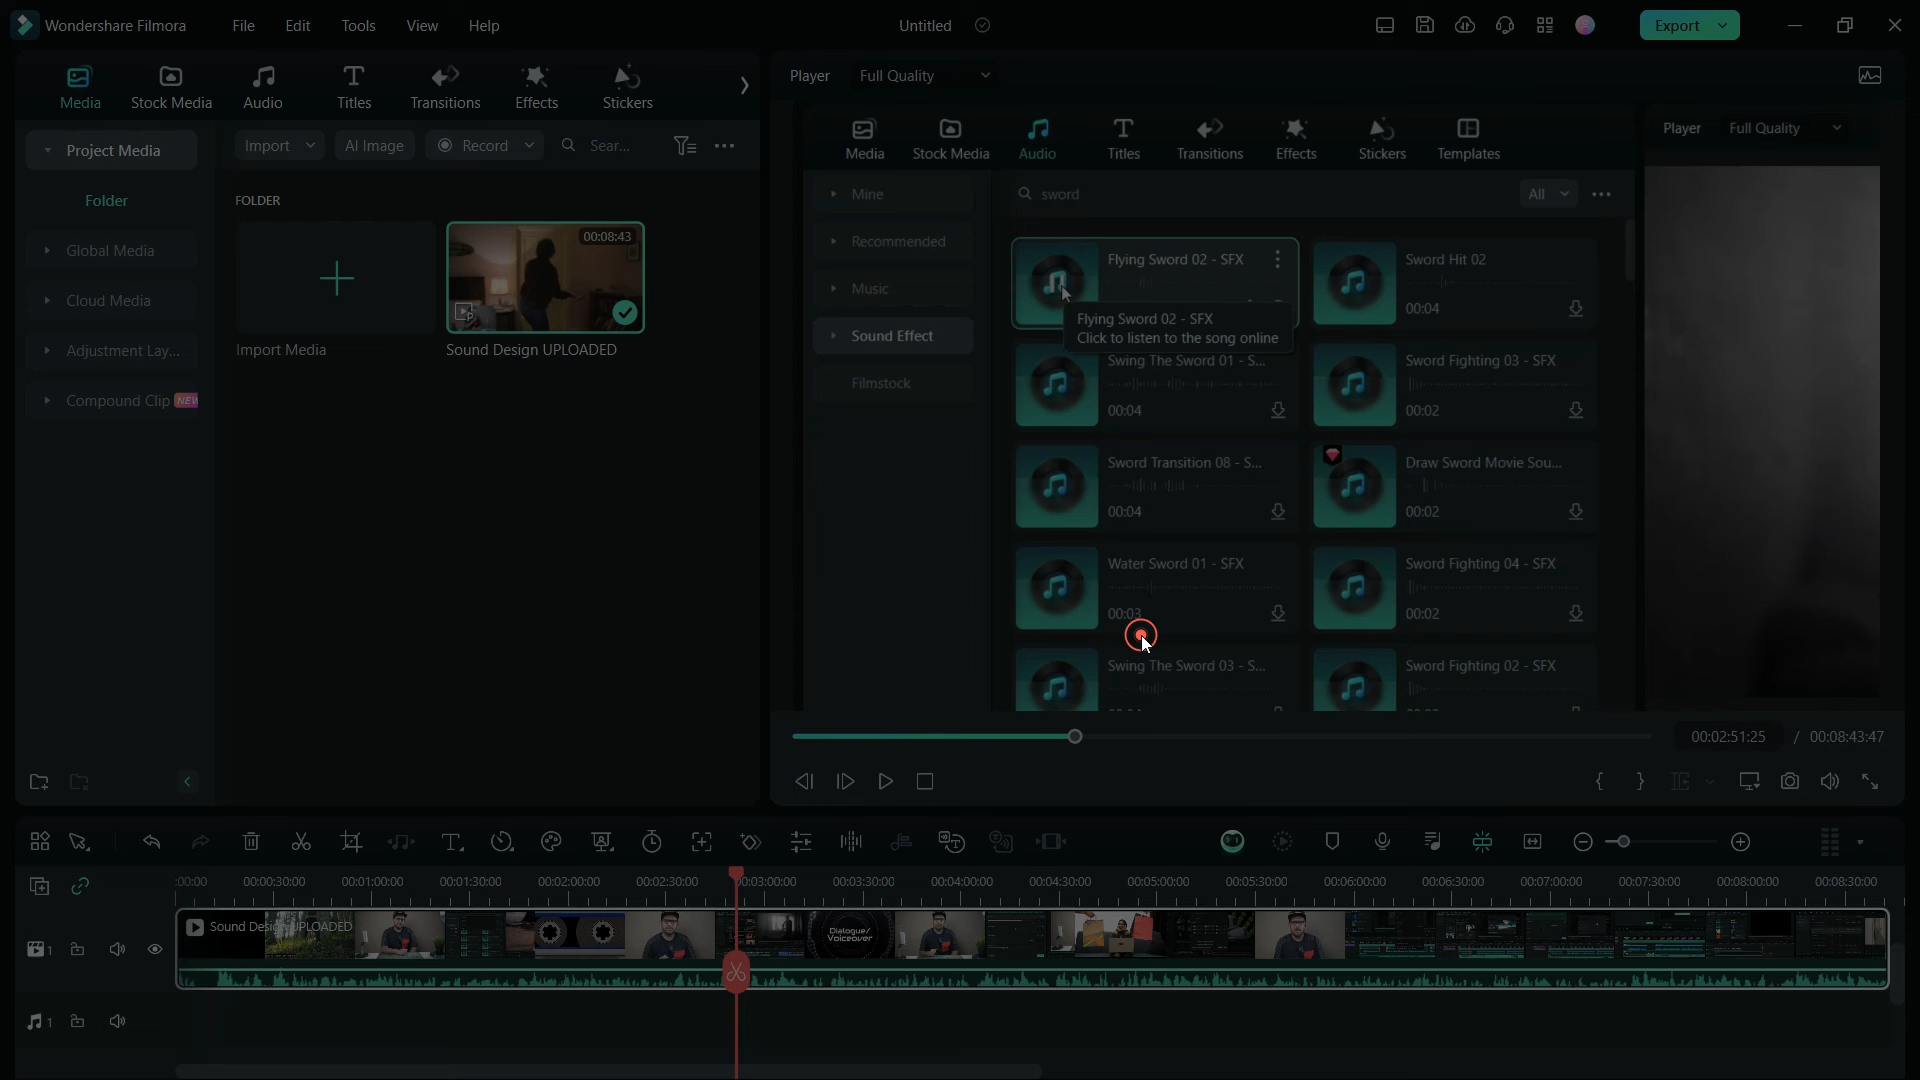 Wondershare Filmora
File
Edit
Tools
View
Help
Untitled
Export
Media
Stock Media
Audio
Titles
Transitions
Effects
Stickers
Player
Full Quality
Project Media
Folder
Global Media
Cloud Media
Adjustment Lay...
Compound Clip
NEW
Import
AI Image
Record
Sear...
FOLDER
Import Media
00:08:43
Sound Design UPLOADED
Media
Stock Media
Audio
Titles
Transitions
Effects
Stickers
Templates
Player
Full Quality
Mine
Recommended
Music
Sound Effect
Filmstock
sword
All
Flying Sword 02 - SFX
Flying Sword 02 - SFX
Click to listen to the song online
Sword Hit 02
00:04
Swing The Sword 01 - S...
00:04
Sword Fighting 03 - SFX
00:02
Sword Transition 08 - S...
00:04
Draw Sword Movie Sou...
00:02
Water Sword 01 - SFX
00:03
Sword Fighting 04 - SFX
00:02
Swing The Sword 03 - S...
Sword Fighting 02 - SFX
00:02:51:25 / 00:08:43:47
:00:00
00:00:30:00
00:01:00:00
00:01:30:00
00:02:00:00
00:02:30:00
00:03:00:00
00:03:30:00
00:04:00:00
00:04:30:00
00:05:00:00
00:05:30:00
00:06:00:00
00:06:30:00
00:07:00:00
00:07:30:00
00:08:00:00
00:08:30:00
Sound Design UPLOADED
Dialogue/
Voiceover
1
1